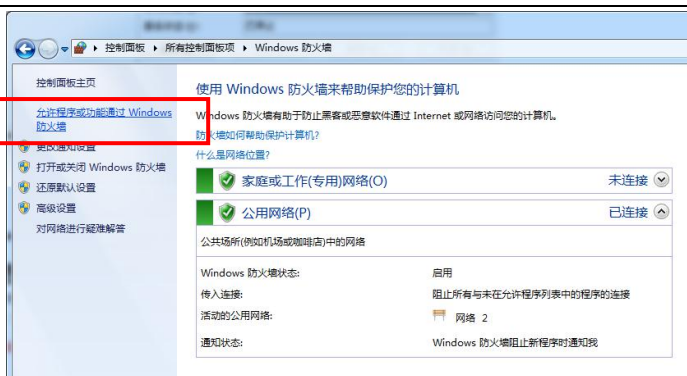 控制面板 ▸ 所有控制面板项 ▸ Windows 防火墙
控制面板主页
允许程序或功能通过 Windows
防火墙
更改通知设置
打开或关闭 Windows 防火墙
还原默认设置
高级设置
对网络进行疑难解答
使用 Windows 防火墙来帮助保护您的计算机
Windows 防火墙有助于防止黑客或恶意软件通过 Internet 或网络访问您的计算机。
防火墙如何帮助保护计算机?
什么是网络位置?
家庭或工作(专用)网络(O) 未连接
公用网络(P) 已连接
公共场所(例如机场或咖啡店)中的网络
Windows 防火墙状态: 启用
传入连接: 阻止所有与未在允许程序列表中的程序的连接
活动的公用网络: 网络 2
通知状态: Windows 防火墙阻止新程序时通知我